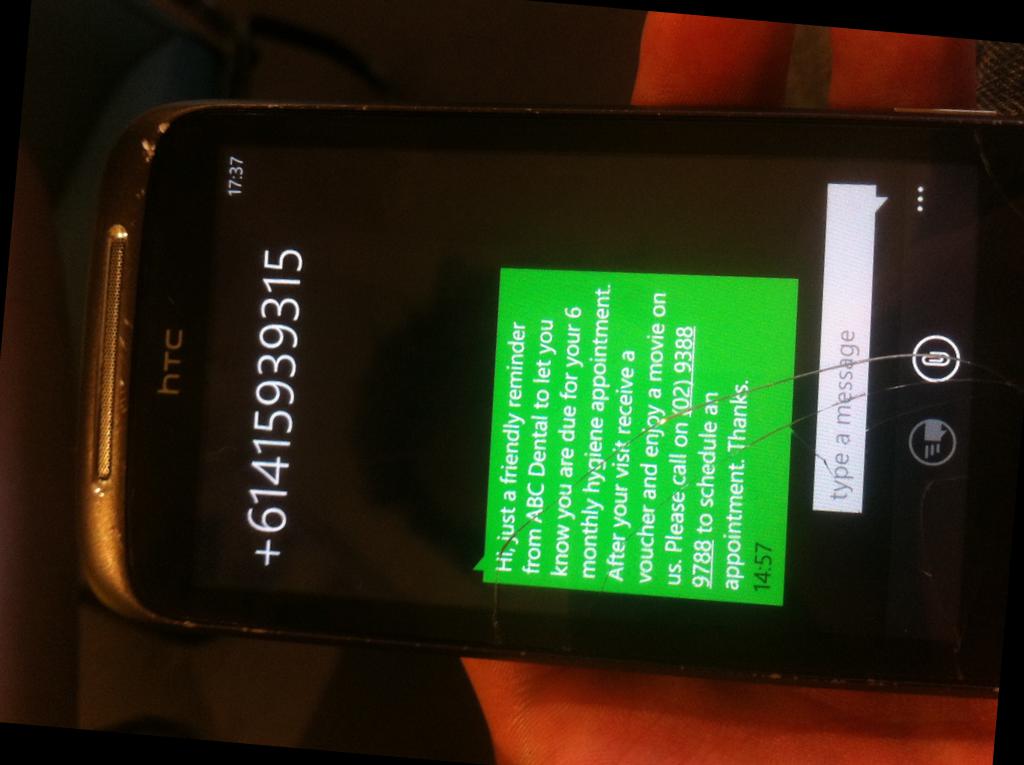 hTC
17:37
+61415939315
Hi, just a friendly reminder
from ABC Dental to let you
know you are due for your 6
monthly hygiene appointment.
After your visit receive a
voucher and enjoy a movie on
us. Please call on (02) 9388
9788 to schedule an
appointment. Thanks.
14:57
type a message